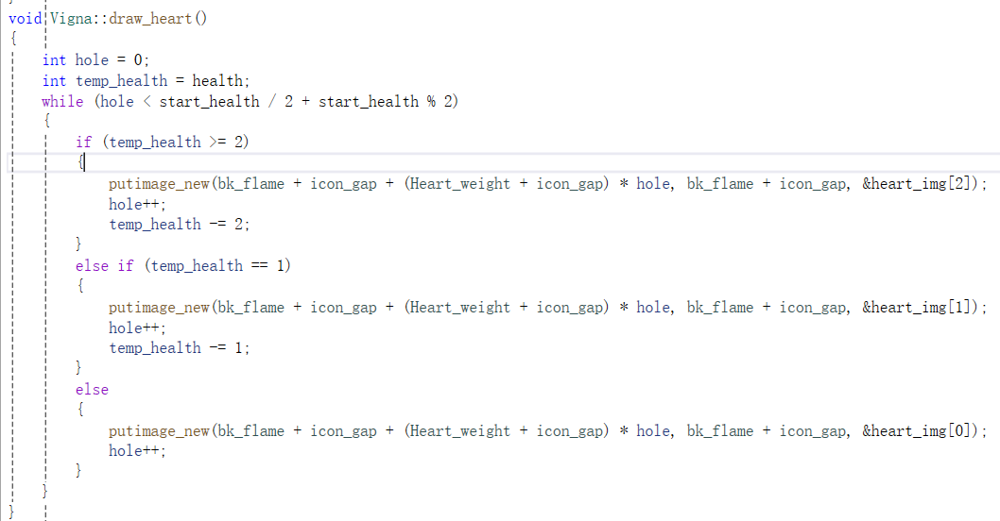 void Vigna::draw_heart()
{
    int hole = 0;
    int temp_health = health;
    while (hole < start_health / 2 + start_health % 2)
    {
        if (temp_health >= 2)
        {
            putimage_new(bk_flame + icon_gap + (Heart_weight + icon_gap) * hole, bk_flame + icon_gap, &heart_img[2]);
            hole++;
            temp_health -= 2;
        }
        else if (temp_health == 1)
        {
            putimage_new(bk_flame + icon_gap + (Heart_weight + icon_gap) * hole, bk_flame + icon_gap, &heart_img[1]);
            hole++;
            temp_health -= 1;
        }
        else
        {
            putimage_new(bk_flame + icon_gap + (Heart_weight + icon_gap) * hole, bk_flame + icon_gap, &heart_img[0]);
            hole++;
        }
    }
}